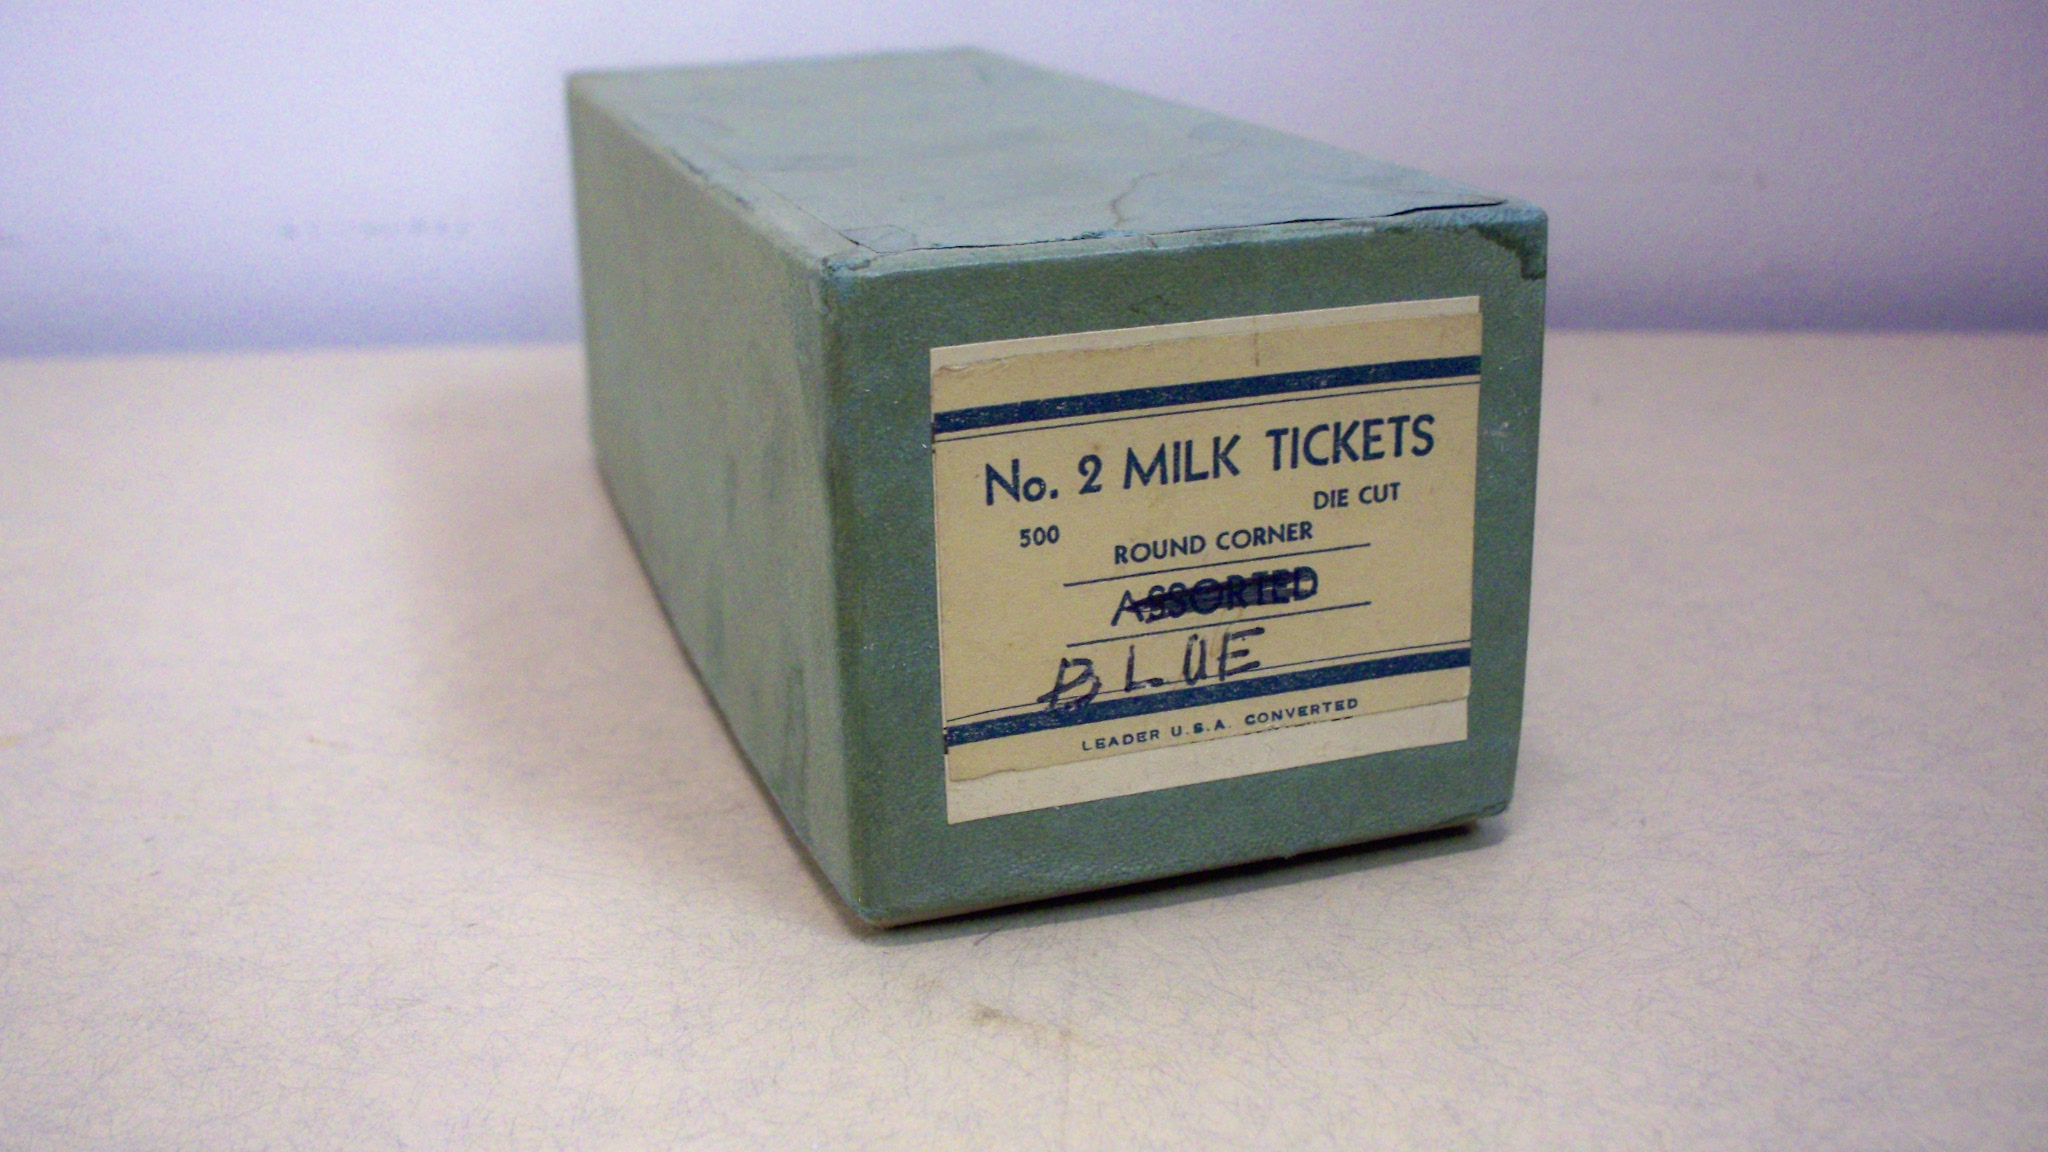 No. 2 MILK TICKETS
500 DIE CUT
ROUND CORNER
ASSORTED
BLUE
LEADER U.S.A. CONVERTED